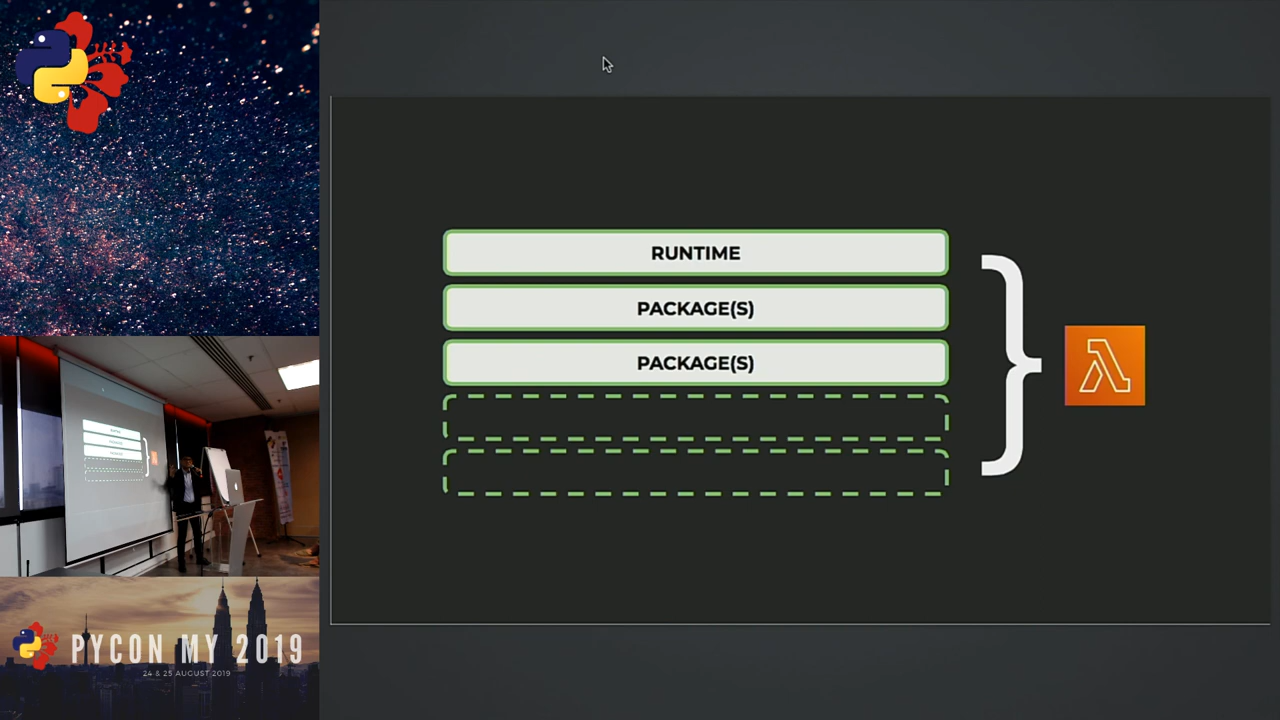 RUNTIME
PACKAGE(S)
PACKAGE(S)
PYCON MY 2019
24 & 25 AUGUST 2019